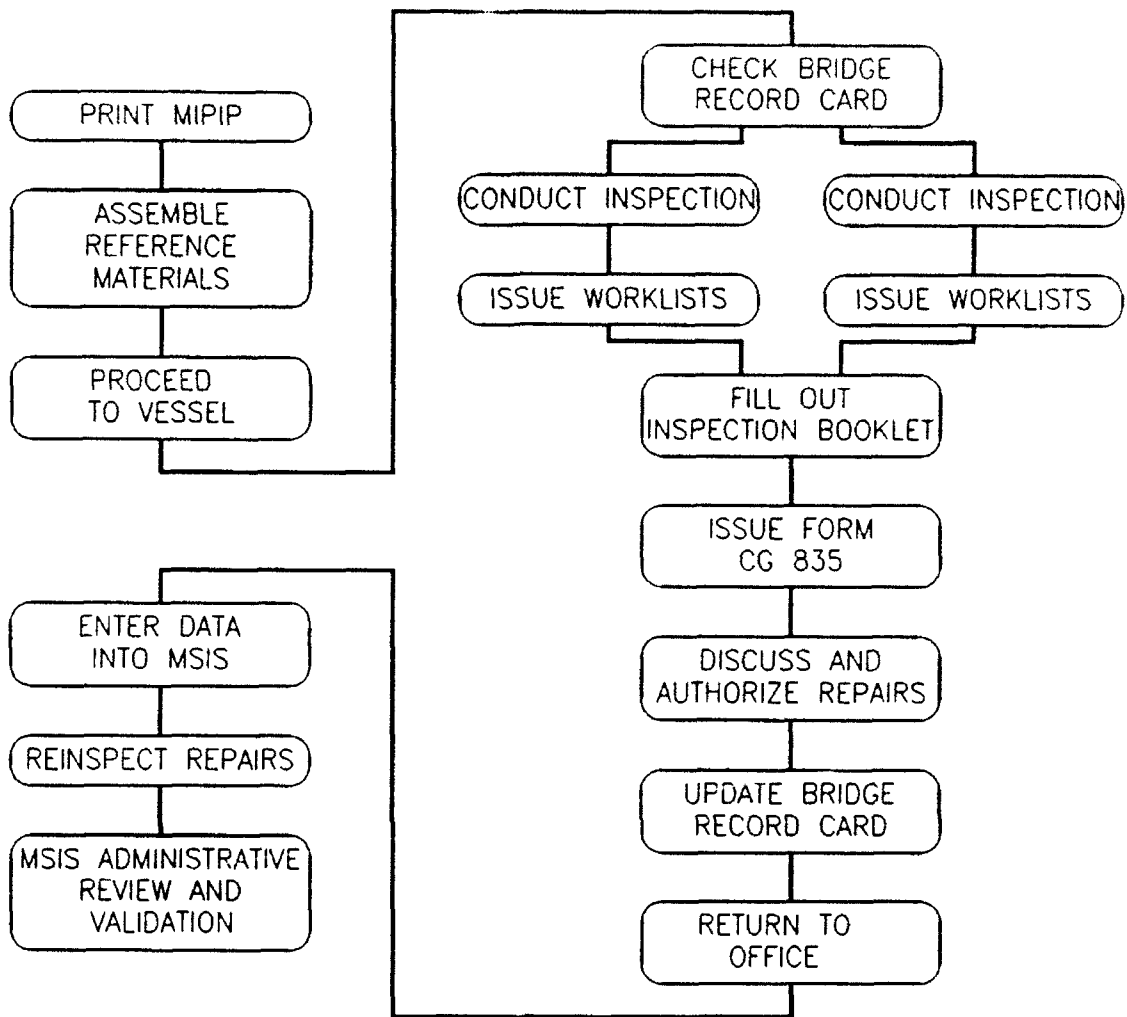 PRINT MIPIP
ASSEMBLE
REFERENCE
MATERIALS
PROCEED
TO VESSEL
CHECK BRIDGE
RECORD CARD
CONDUCT INSPECTION
CONDUCT INSPECTION
ISSUE WORKLISTS
ISSUE WORKLISTS
FILL OUT
INSPECTION BOOKLET
ISSUE FORM
CG 835
DISCUSS AND
AUTHORIZE REPAIRS
UPDATE BRIDGE
RECORD CARD
RETURN TO
OFFICE
ENTER DATA
INTO MSIS
REINSPECT REPAIRS
MSIS ADMINISTRATIVE
REVIEW AND
VALIDATION